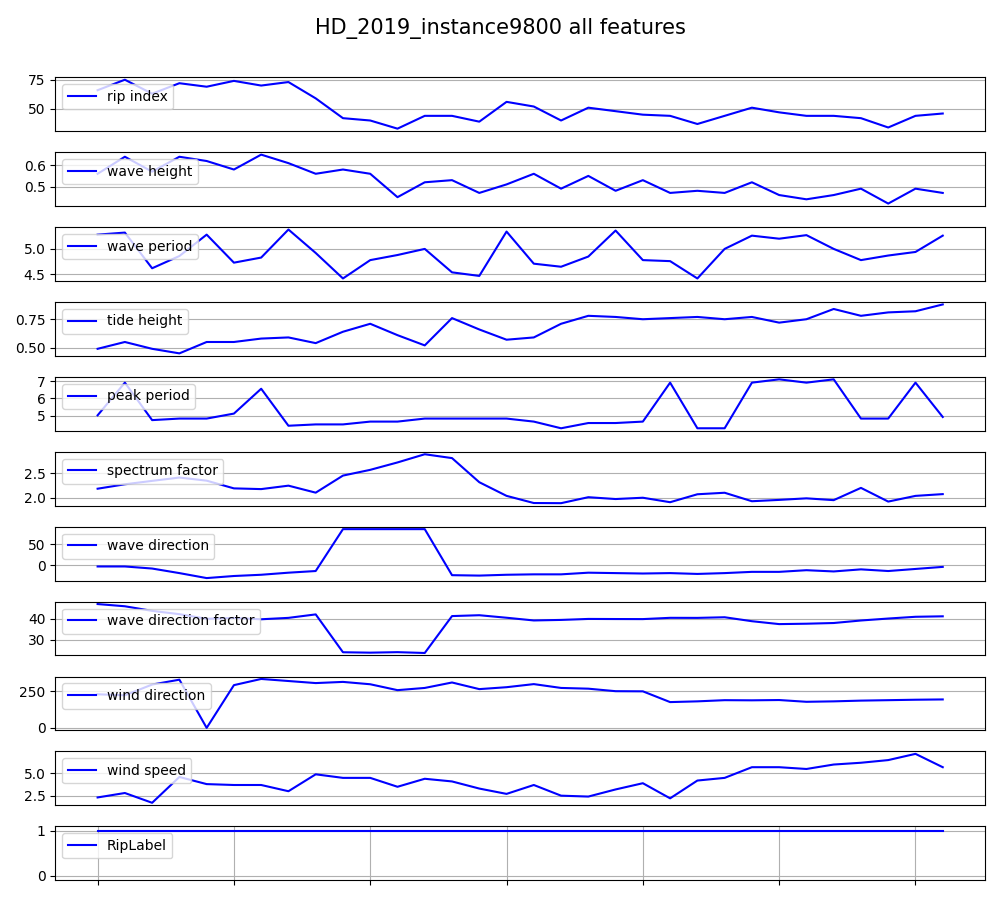 HD_2019_instance9800 all features
75
50
rip index
0.6
0.5
wave height
5.0
4.5
wave period
0.75
0.50
tide height
7
6
5
peak period
2.5
2.0
spectrum factor
50
0
wave direction
40
30
wave direction factor
250
0
wind direction
5.0
2.5
wind speed
1
0
RipLabel